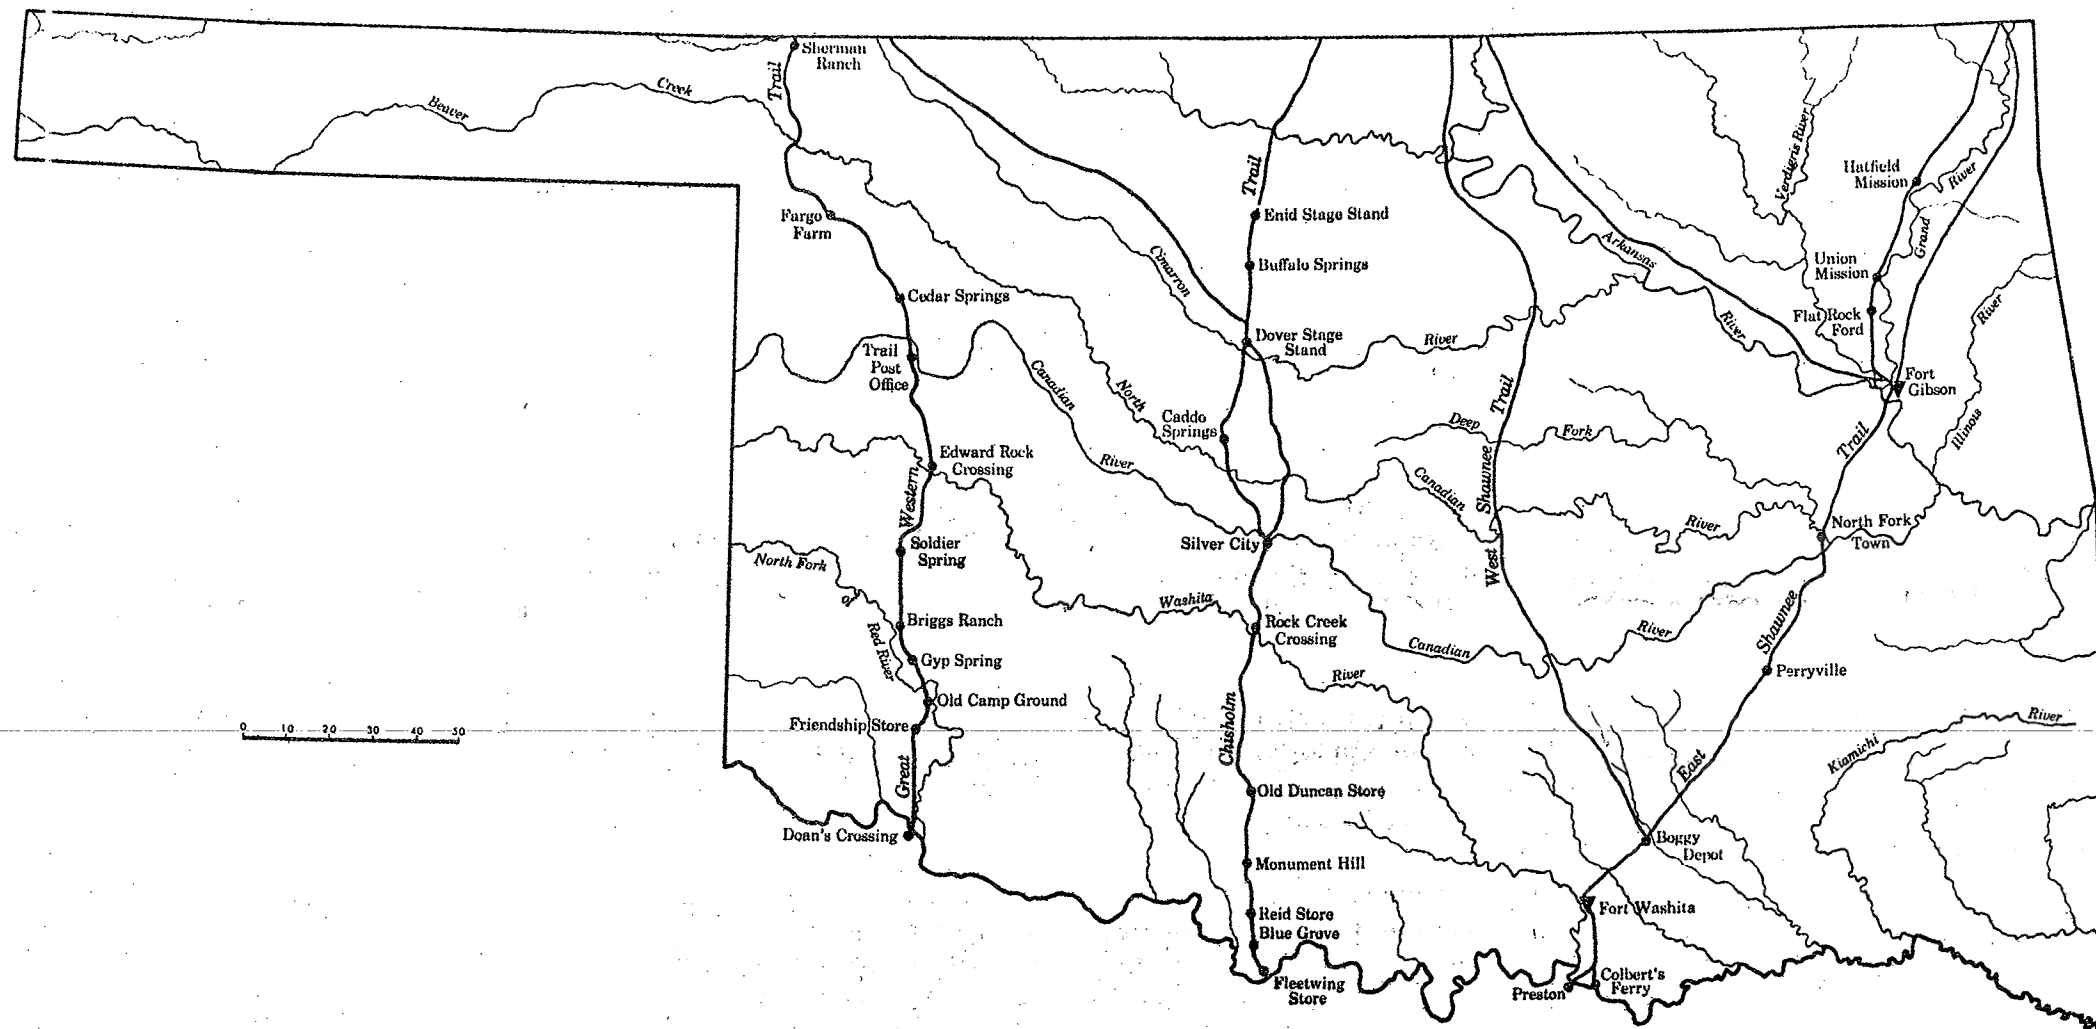 Sherman
Ranch
Trail
Creek
Beaver
Fargo
Farm
Cedar Springs
Trail
Post
Office
Edward Rock
Crossing
Western
Soldier
Spring
North Fork
of
Red River
Briggs Ranch
Gyp Spring
Old Camp Ground
Friendship Store
Great
Doan's Crossing
0 10 20 30 40 50
Trail
Enid Stage Stand
Buffalo Springs
Cimarron
Dover Stage
Stand
River
Canadian
River
North
Caddo
Springs
Silver City
Washita
Rock Creek
Crossing
River
Chisholm
Old Duncan Store
Monument Hill
Reid Store
Blue Grove
Fleetwing
Store
Arkansas
River
Trail
Shawnee
West
Deep
Fork
Canadian
River
Canadian
River
Verdigris River
Hatfield
Mission
River
Grand
Union
Mission
Flat Rock
Ford
River
Illinois
Fort
Gibson
Trail
North Fork
Town
Shawnee
Perryville
East
Kiamichi
River
Boggy
Depot
Fort Washita
Colbert's
Ferry
Preston